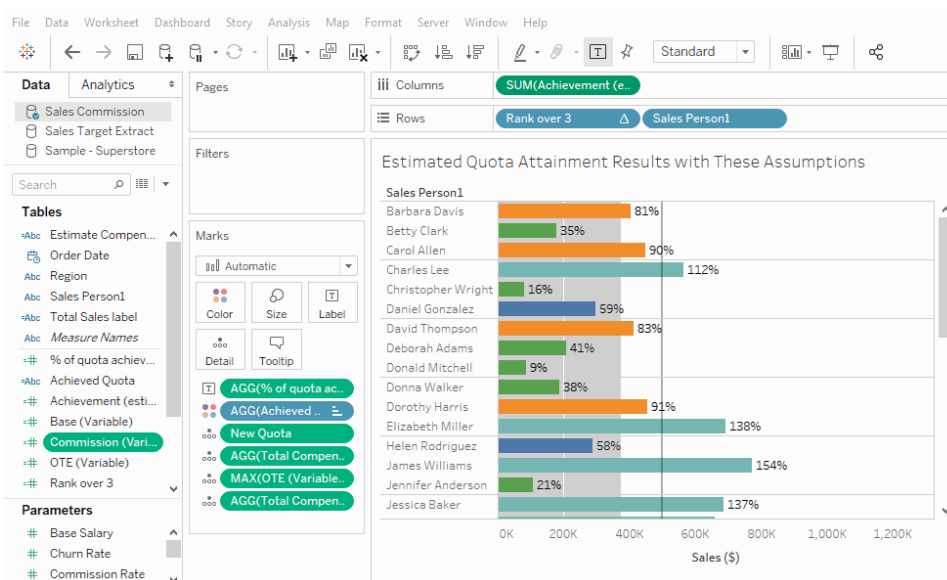 File Data Worksheet Dashboard Story Analysis Map Format Server Window Help
Standard
Data Analytics
Sales Commission
Sales Target Extract
Sample - Superstore
Search
Tables
Abc Estimate Compen...
Order Date
Abc Region
Abc Sales Person1
=Abc Total Sales label
Abc Measure Names
=# % of quota achiev...
=Abc Achieved Quota
=# Achievement (esti...
=# Base (Variable)
=# Commission (Vari...
=# OTE (Variable)
=# Rank over 3
Parameters
# Base Salary
# Churn Rate
# Commission Rate
Pages
Filters
Marks
Automatic
Color Size Label
Detail Tooltip
AGG(% of quota ac..
AGG(Achieved ..
New Quota
AGG(Total Compen..
MAX(OTE (Variable..
AGG(Total Compen..
Columns SUM(Achievement (e..
Rows Rank over 3 Sales Person1
Estimated Quota Attainment Results with These Assumptions
Sales Person1
Barbara Davis 81%
Betty Clark 35%
Carol Allen 90%
Charles Lee 112%
Christopher Wright 16%
Daniel Gonzalez 59%
David Thompson 83%
Deborah Adams 41%
Donald Mitchell 9%
Donna Walker 38%
Dorothy Harris 91%
Elizabeth Miller 138%
Helen Rodriguez 58%
James Williams 154%
Jennifer Anderson 21%
Jessica Baker 137%
0K 200K 400K 600K 800K 1,000K 1,200K
Sales ($)